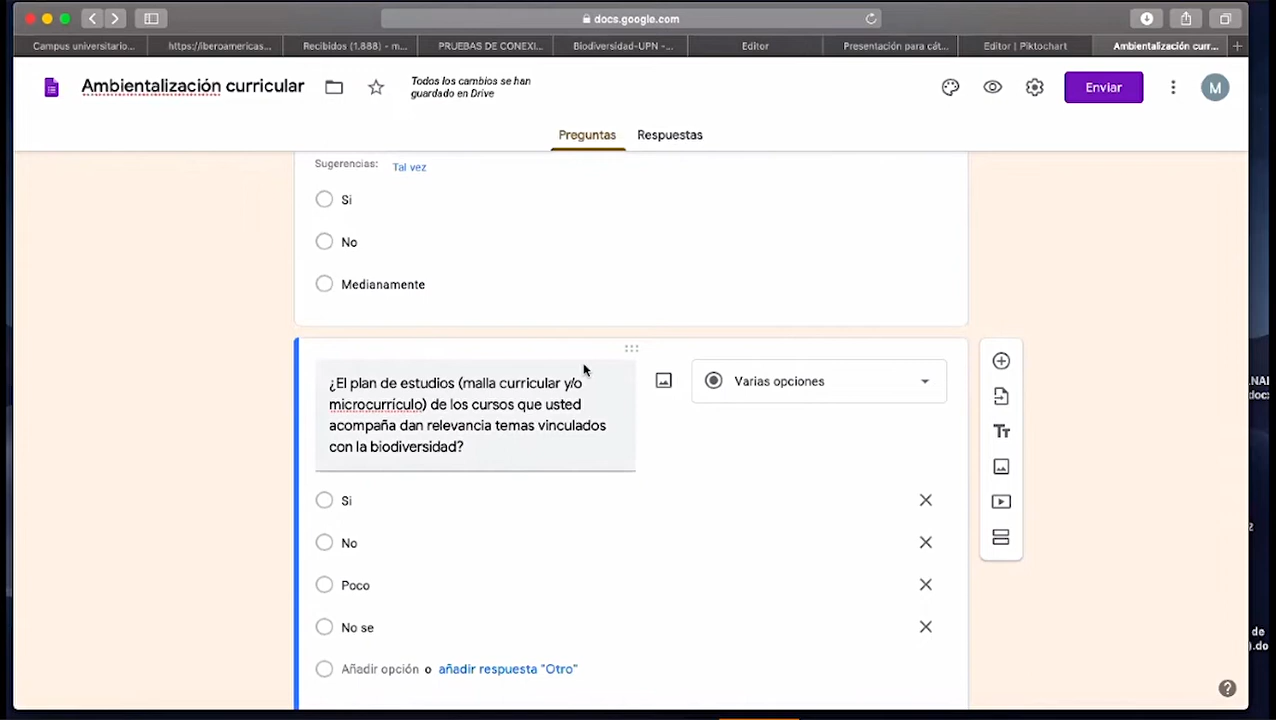 docs.google.com
Campus universitario...
https://iberoamericas...
Recibidos (1.888) - m...
PRUEBAS DE CONEXI...
Biodiversidad-UPN -...
Editor
Presentación para cát...
Editor | Piktochart
Ambientalización curr...
Ambientalización curricular
Todos los cambios se han
guardado en Drive
Enviar
M
Preguntas
Respuestas
Sugerencias:
Tal vez
Si
No
Medianamente
¿El plan de estudios (malla curricular y/o
microcurrículo) de los cursos que usted
acompaña dan relevancia temas vinculados
con la biodiversidad?
Varias opciones
Si
No
Poco
No se
Añadir opción o añadir respuesta "Otro"